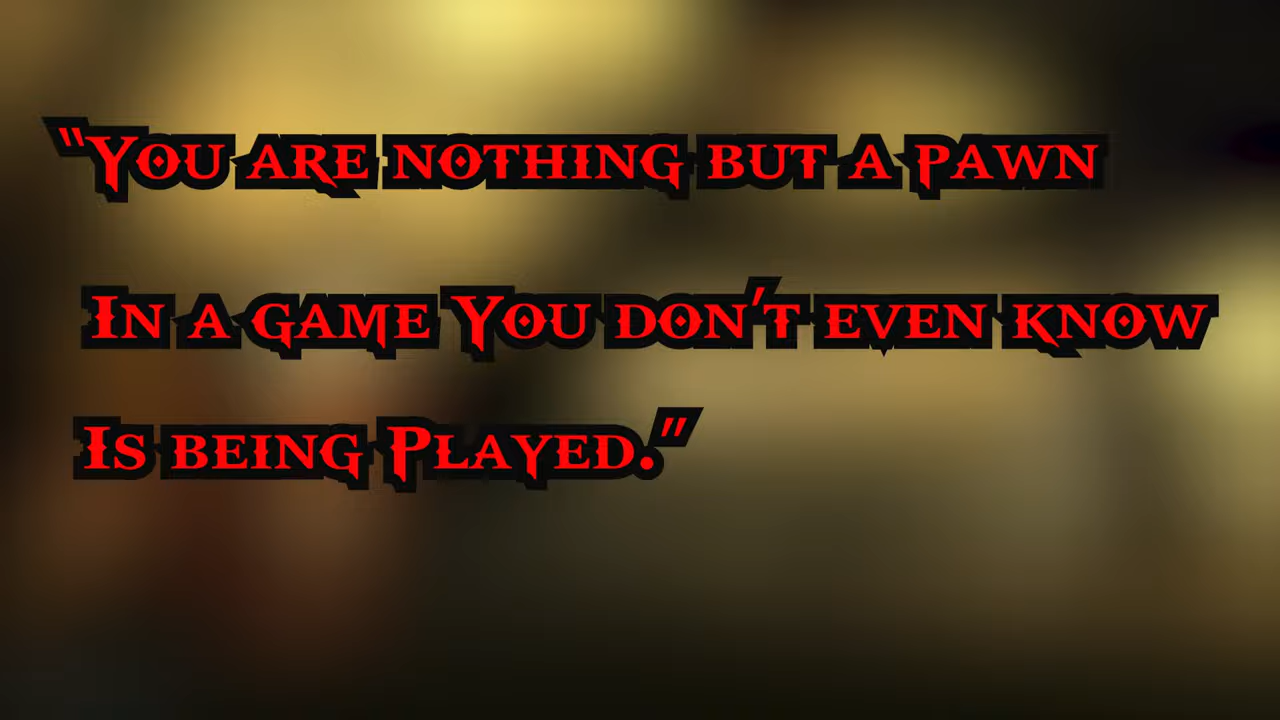 “You are nothing but a pawn
In a game You don't even know
Is being Played.”